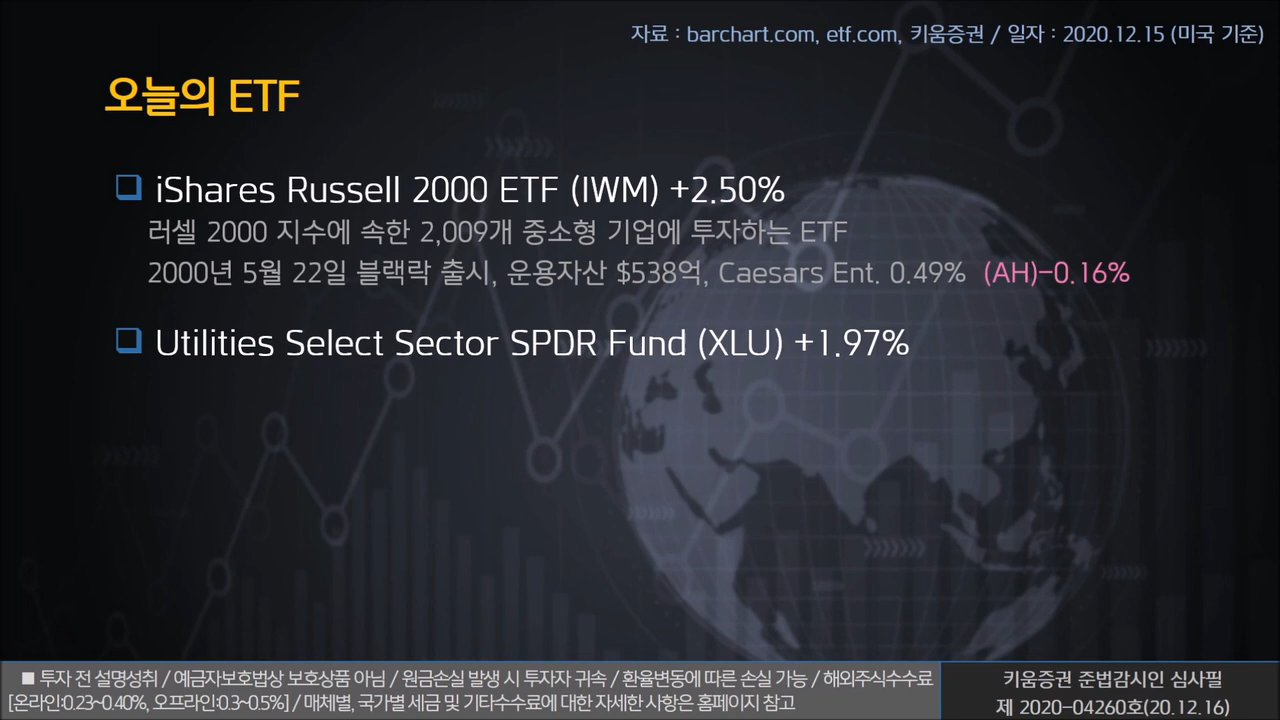 자료 : barchart.com, etf.com, 키움증권 / 일자 : 2020.12.15 (미국 기준)
오늘의 ETF
❑ iShares Russell 2000 ETF (IWM) +2.50%
러셀 2000 지수에 속한 2,009개 중소형 기업에 투자하는 ETF
2000년 5월 22일 블랙락 출시, 운용자산 $538억, Caesars Ent. 0.49% (AH)-0.16%
❑ Utilities Select Sector SPDR Fund (XLU) +1.97%
■ 투자 전 설명성취 / 예금자보호법상 보호상품 아님 / 원금손실 발생 시 투자자 귀속 / 환율변동에 따른 손실 가능 / 해외주식수수료
[온라인:0.23~0.40%, 오프라인:0.3~0.5%] / 매체별, 국가별 세금 및 기타수수료에 대한 자세한 사항은 홈페이지 참고
키움증권 준법감시인 심사필
제 2020-04260호(20.12.16)